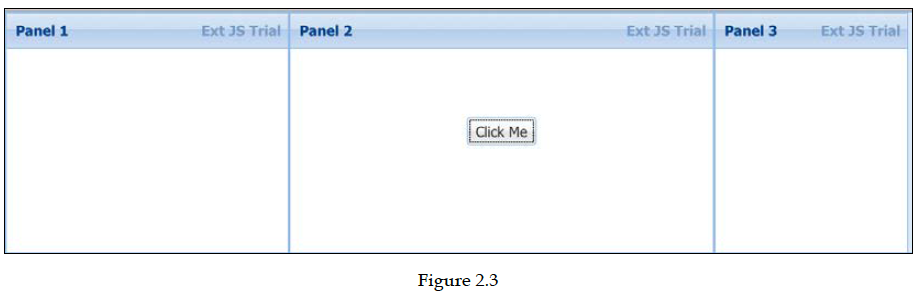 Panel 1 Ext JS Trial Panel 2 Ext JS Trial Panel 3 Ext JS Trial
Click Me
Figure 2.3